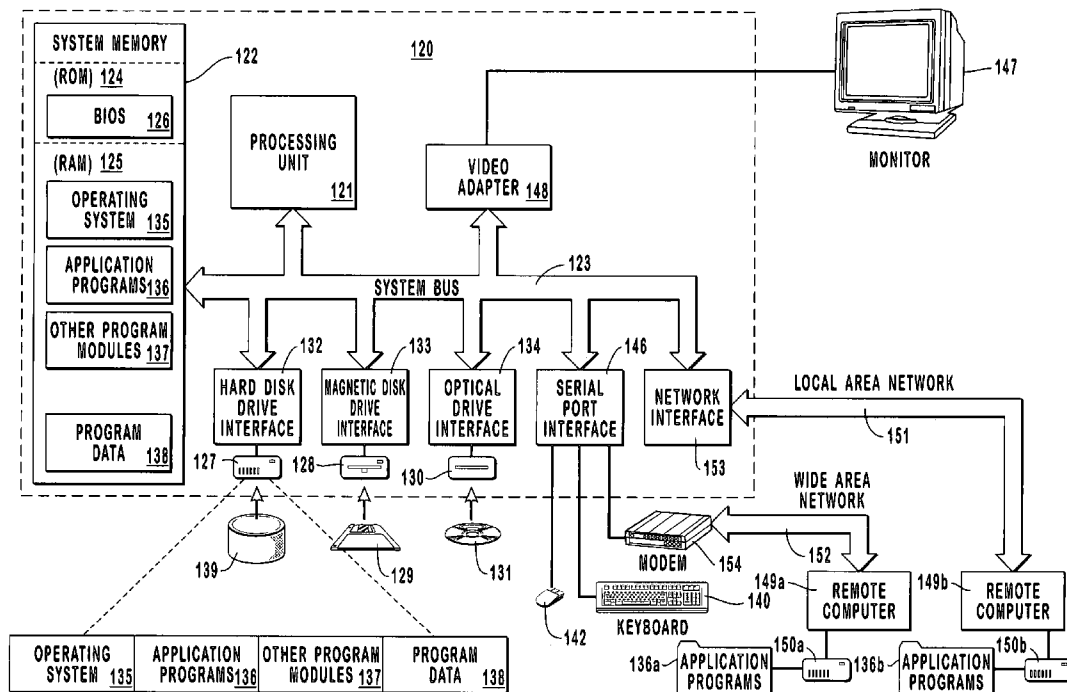 SYSTEM MEMORY
(ROM) 124
BIOS
126
(RAM) 125
OPERATING
SYSTEM 135
APPLICATION
PROGRAMS 136
OTHER PROGRAM
MODULES 137
PROGRAM
DATA 138
122
120
PROCESSING
UNIT
121
VIDEO
ADAPTER 148
147
MONITOR
123
SYSTEM BUS
132
HARD DISK
DRIVE
INTERFACE
133
MAGNETIC DISK
DRIVE
INTERFACE
134
OPTICAL
DRIVE
INTERFACE
146
SERIAL
PORT
INTERFACE
NETWORK
INTERFACE
153
LOCAL AREA NETWORK
151
127
128
130
139
129
131
WIDE AREA
NETWORK
152
MODEM
154
142
KEYBOARD
140
149a
REMOTE
COMPUTER
149b
REMOTE
COMPUTER
150a
136a
APPLICATION
PROGRAMS
150b
136b
APPLICATION
PROGRAMS
OPERATING
SYSTEM 135
APPLICATION
PROGRAMS 136
OTHER PROGRAM
MODULES 137
PROGRAM
DATA 138